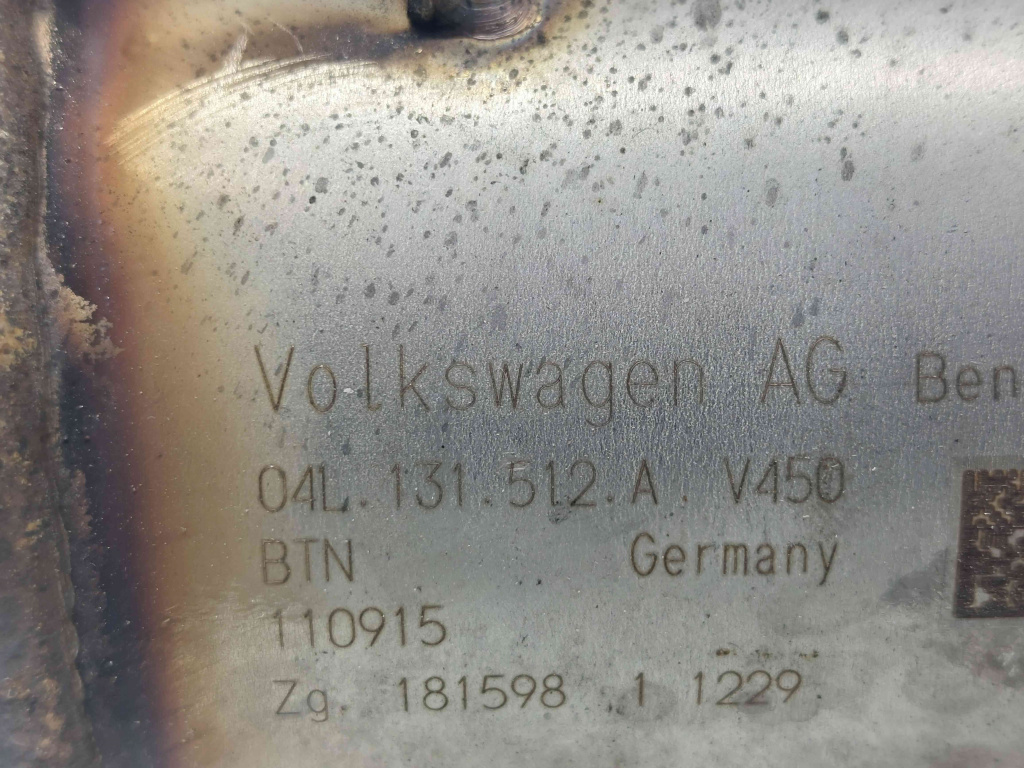 Volkswagen AG Ben
04L.131.512.A. V450
BTN Germany
110915
Zg. 181598 1 1229